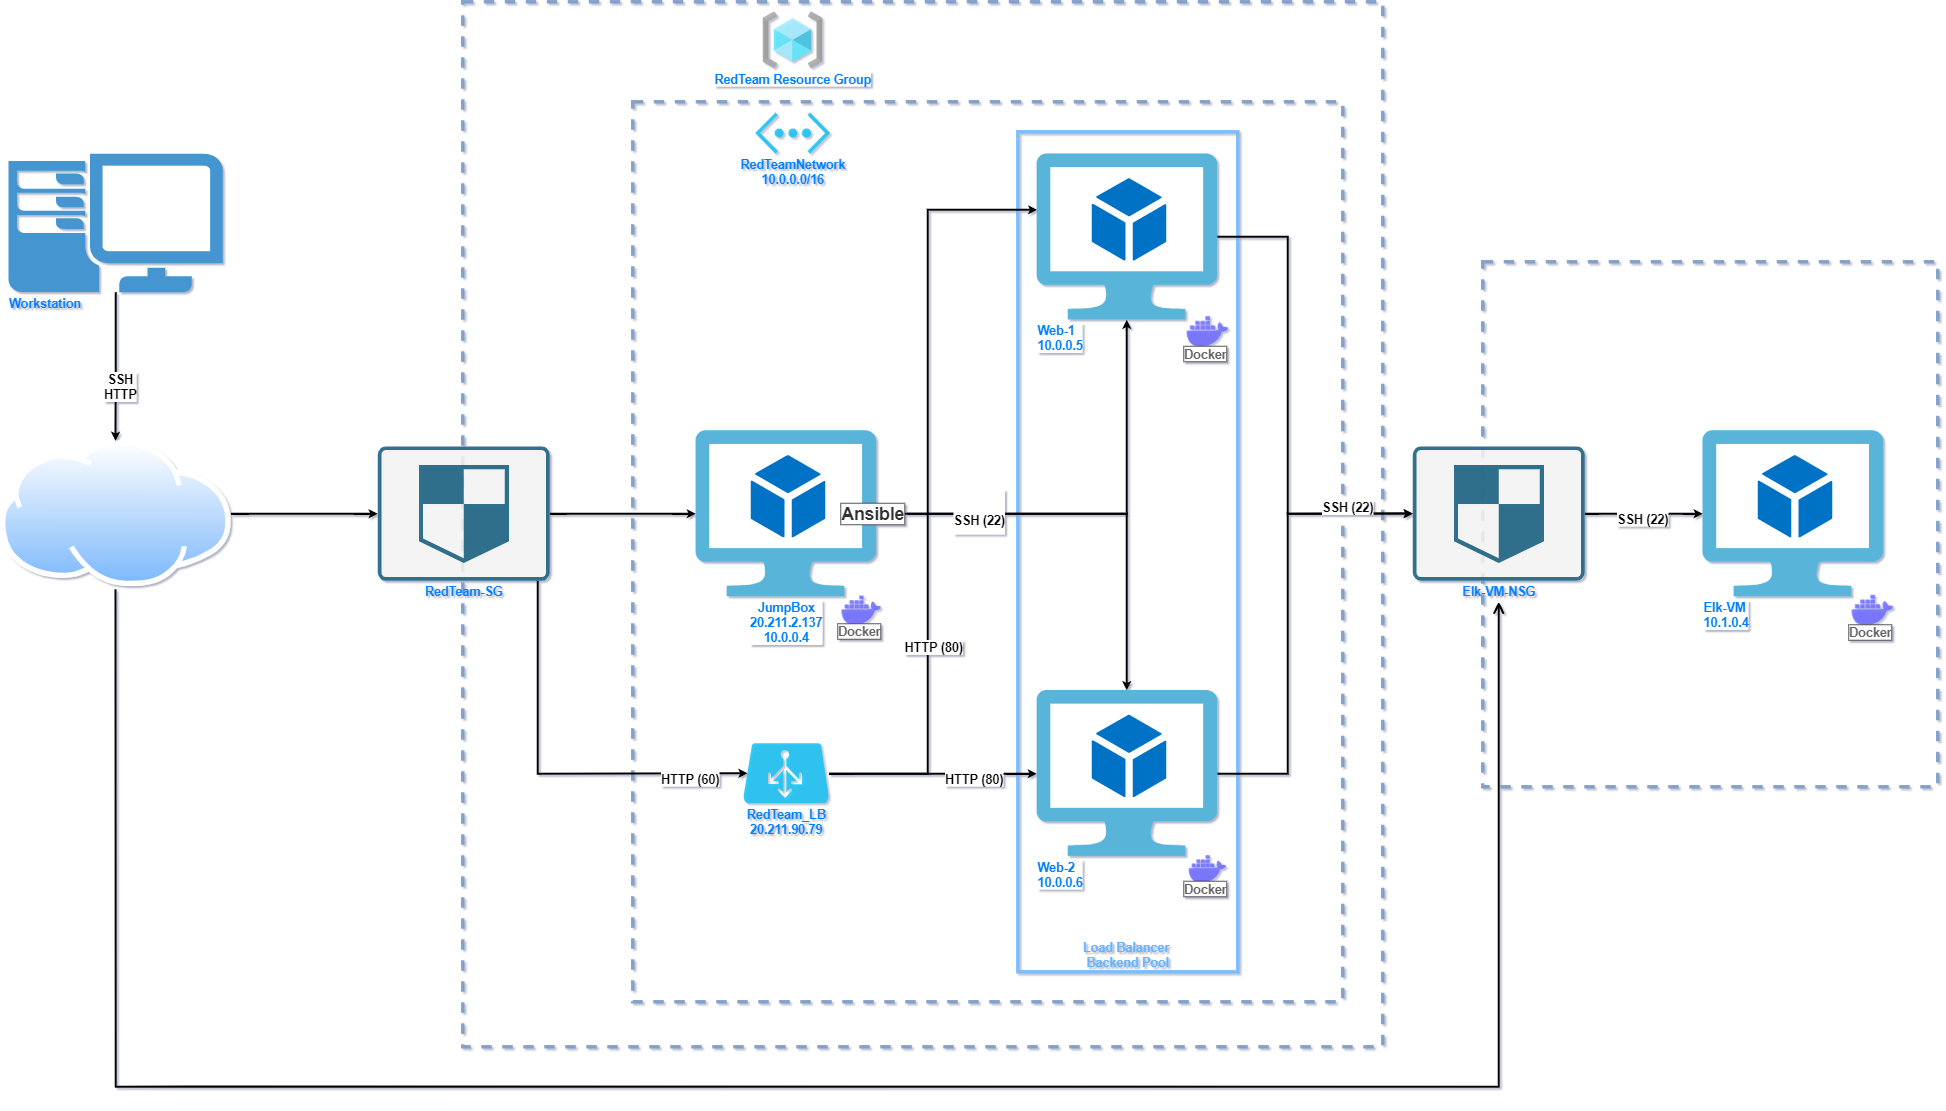 RedTeam Resource Group
RedTeamNetwork
10.0.0.0/16
Workstation
SSH
HTTP
Web-1
10.0.0.5
Docker
RedTeam-SG
Ansible
SSH (22)
JumpBox
20.211.2.137
10.0.0.4
Docker
HTTP (80)
HTTP (60)
RedTeam_LB
20.211.90.79
HTTP (80)
Web-2
10.0.0.6
Docker
Load Balancer
Backend Pool
SSH (22)
Elk-VM-NSG
SSH (22)
Elk-VM
10.1.0.4
Docker